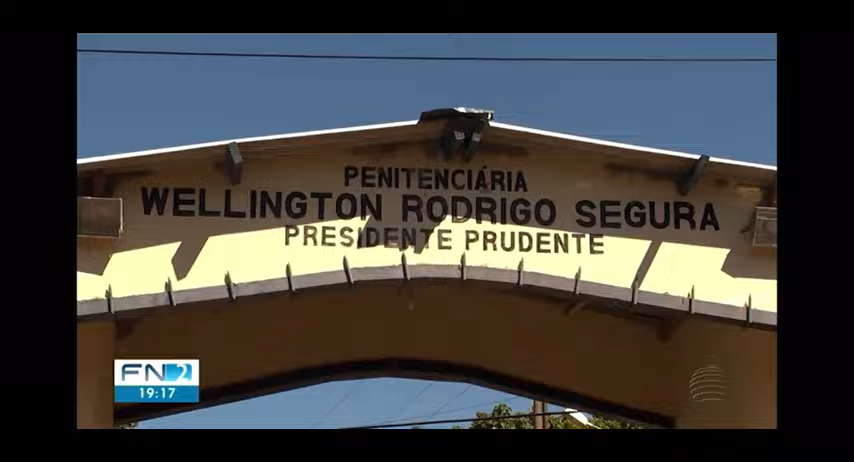 PENITENCIÁRIA
WELLINGTON RODRIGO SEGURA
PRESIDENTE PRUDENTE
FN2
19:17